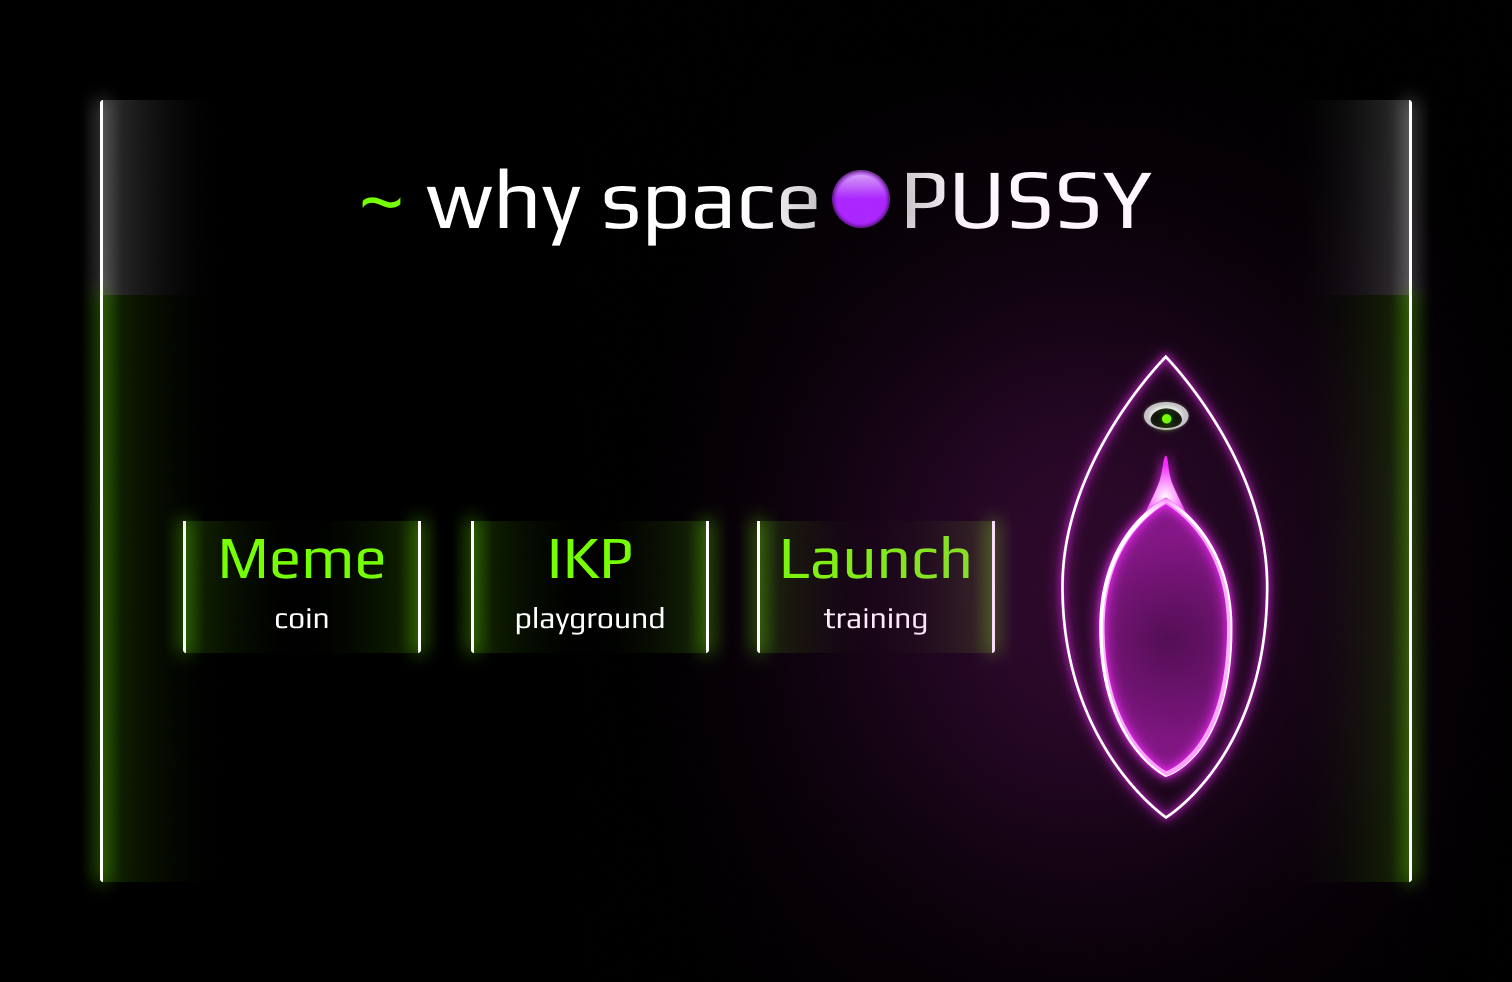 ~ why space PUSSY
Meme
coin
IKP
playground
Launch
training